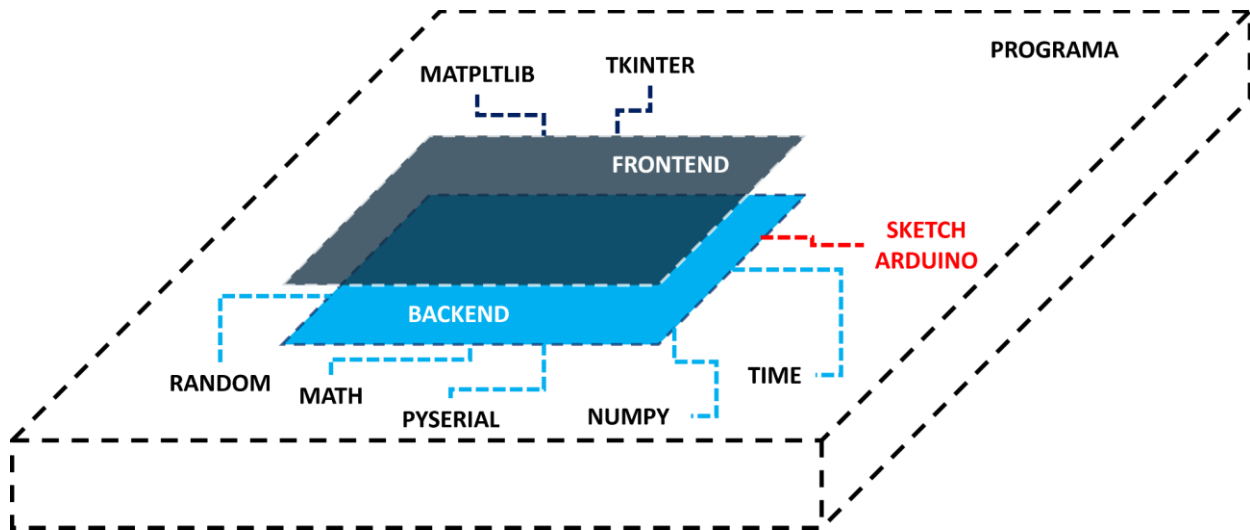 PROGRAMA
MATPLTLIB
TKINTER
FRONTEND
SKETCH
ARDUINO
BACKEND
RANDOM
MATH
PYSERIAL
NUMPY
TIME